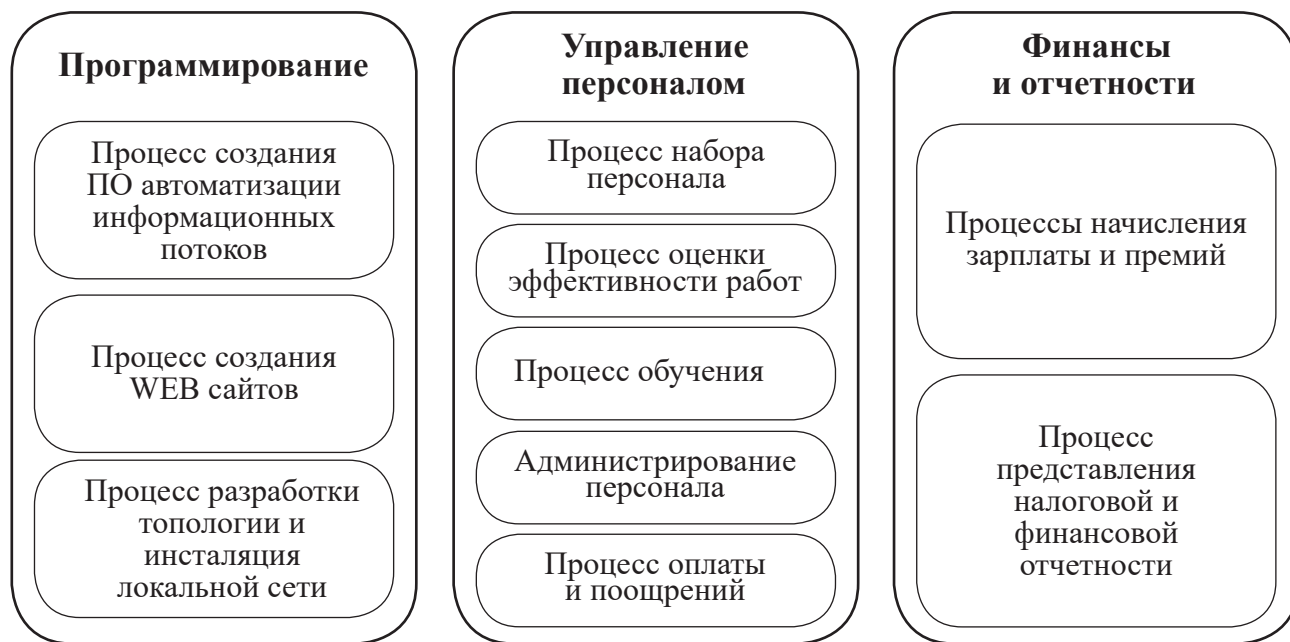 Программирование
Процесс создания
ПО автоматизации
информационных
потоков
Процесс создания
WEB сайтов
Процесс разработки
топологии и
инсталяция
локальной сети
Управление
персоналом
Процесс набора
персонала
Процесс оценки
эффективности работ
Процесс обучения
Администрирование
персонала
Процесс оплаты
и поощрений
Финансы
и отчетности
Процессы начисления
зарплаты и премий
Процесс
представления
налоговой и
финансовой
отчетности